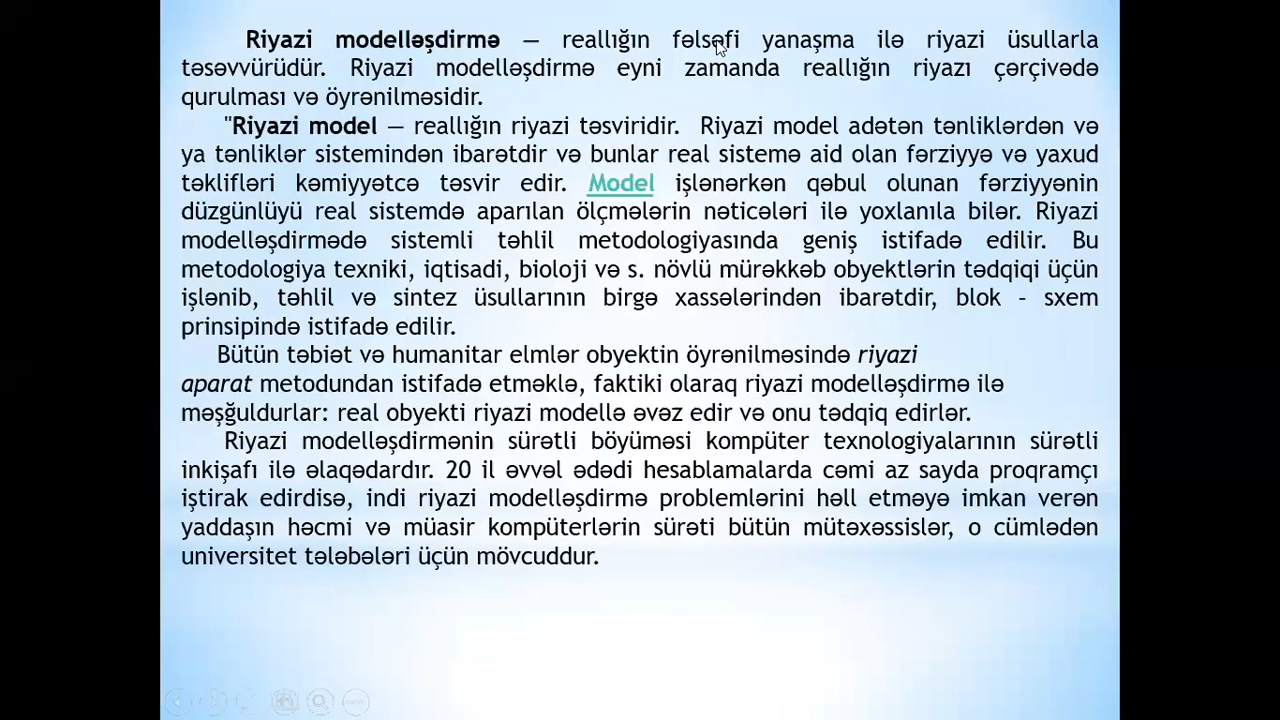 Riyazi modelləşdirmə — reallığın fəlsəfi yanaşma ilə riyazi üsullarla
təsəvvürüdür. Riyazi modelləşdirmə eyni zamanda reallığın riyazı çərçivədə
qurulması və öyrənilməsidir.
"Riyazi model — reallığın riyazi təsviridir. Riyazi model adətən tənliklərdən və
ya tənliklər sistemindən ibarətdir və bunlar real sistemə aid olan fərziyyə və yaxud
təklifləri kəmiyyətcə təsvir edir. Model işlənərkən qəbul olunan fərziyyənin
düzgünlüyü real sistemdə aparılan ölçmələrin nəticələri ilə yoxlanıla bilər. Riyazi
modelləşdirmədə sistemli təhlil metodologiyasında geniş istifadə edilir. Bu
metodologiya texniki, iqtisadi, bioloji və s. növlü mürəkkəb obyektlərin tədqiqi üçün
işlənib, təhlil və sintez üsullarının birgə xassələrindən ibarətdir, blok – sxem
prinsipində istifadə edilir.
Bütün təbiət və humanitar elmlər obyektin öyrənilməsində riyazi
aparat metodundan istifadə etməklə, faktiki olaraq riyazi modelləşdirmə ilə
məşğuldurlar: real obyekti riyazi modellə əvəz edir və onu tədqiq edirlər.
Riyazi modelləşdirmənin sürətli böyüməsi kompüter texnologiyalarının sürətli
inkişafı ilə əlaqədardır. 20 il əvvəl ədədi hesablamalarda cəmi az sayda proqramçı
iştirak edirdisə, indi riyazi modelləşdirmə problemlərini həll etməyə imkan verən
yaddaşın həcmi və müasir kompüterlərin sürəti bütün mütəxəssislər, o cümlədən
universitet tələbələri üçün mövcuddur.